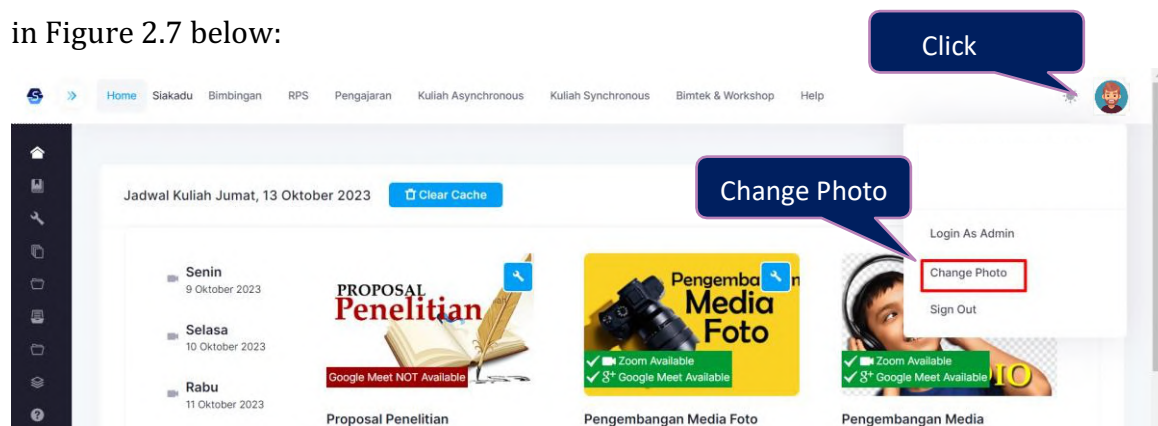 in Figure 2.7 below:
Click
Home Siakadu Bimbingan RPS Pengajaran Kuliah Asynchronous Kuliah Synchronous Bimtek & Workshop Help
Jadwal Kuliah Jumat, 13 Oktober 2023
Clear Cache
Change Photo
Login As Admin
Change Photo
Sign Out
Senin
9 Oktober 2023
Selasa
10 Oktober 2023
Rabu
11 Oktober 2023
PROPOSAL
Penelitian
Google Meet NOT Available
Proposal Penelitian
Pengemba n
Media
Foto
Zoom Available
Google Meet Available
Pengembangan Media Foto
Zoom Available
Google Meet Available
IO
Pengembangan Media